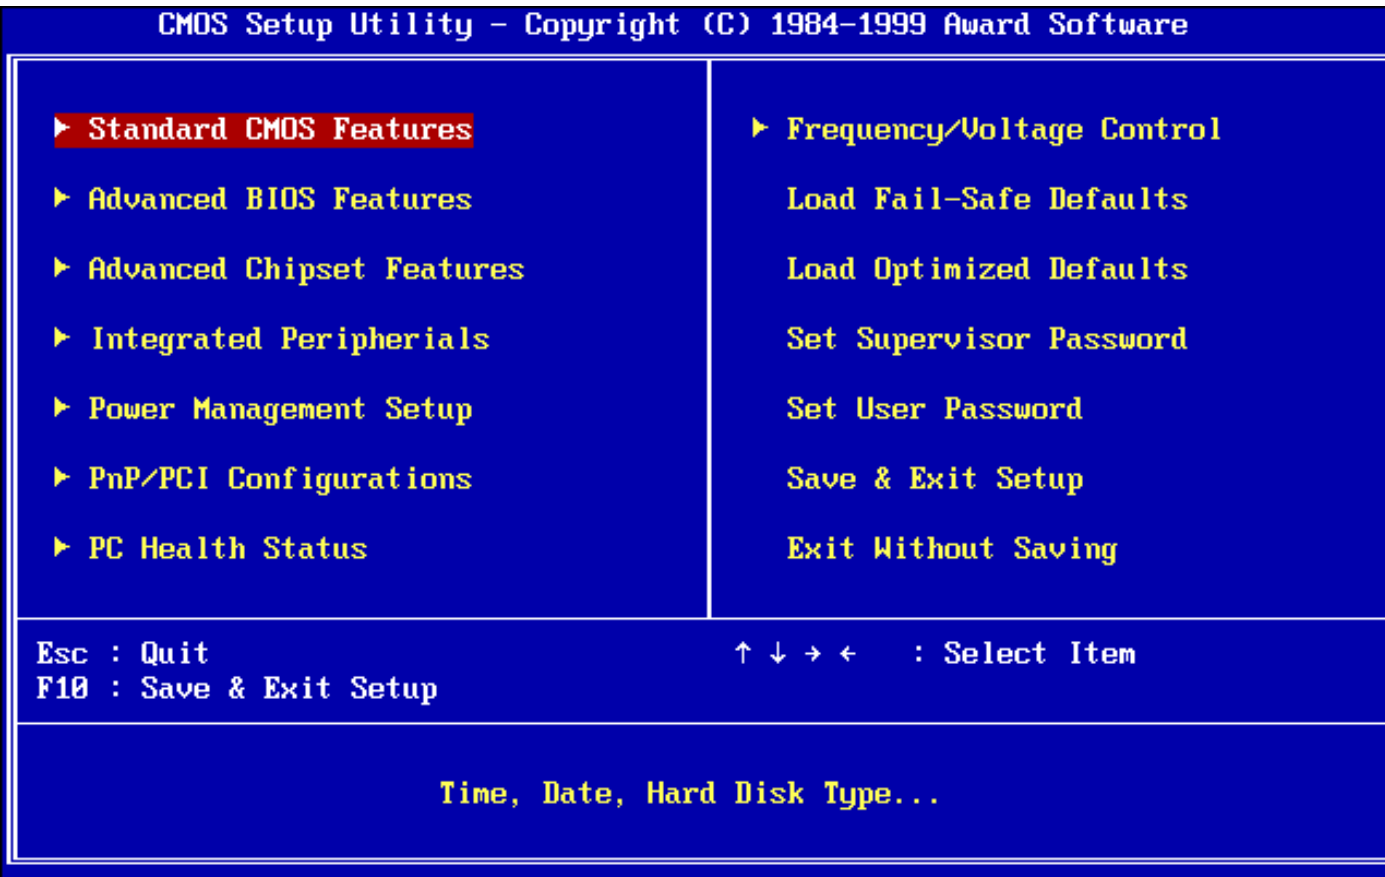 CMOS Setup Utility – Copyright (C) 1984–1999 Award Software
▶ Standard CMOS Features
▶ Advanced BIOS Features
▶ Advanced Chipset Features
▶ Integrated Peripherials
▶ Power Management Setup
▶ PnP/PCI Configurations
▶ PC Health Status
▶ Frequency/Voltage Control
Load Fail–Safe Defaults
Load Optimized Defaults
Set Supervisor Password
Set User Password
Save & Exit Setup
Exit Without Saving
Esc : Quit
F10 : Save & Exit Setup
↑ ↓ → ← : Select Item
Time, Date, Hard Disk Type...